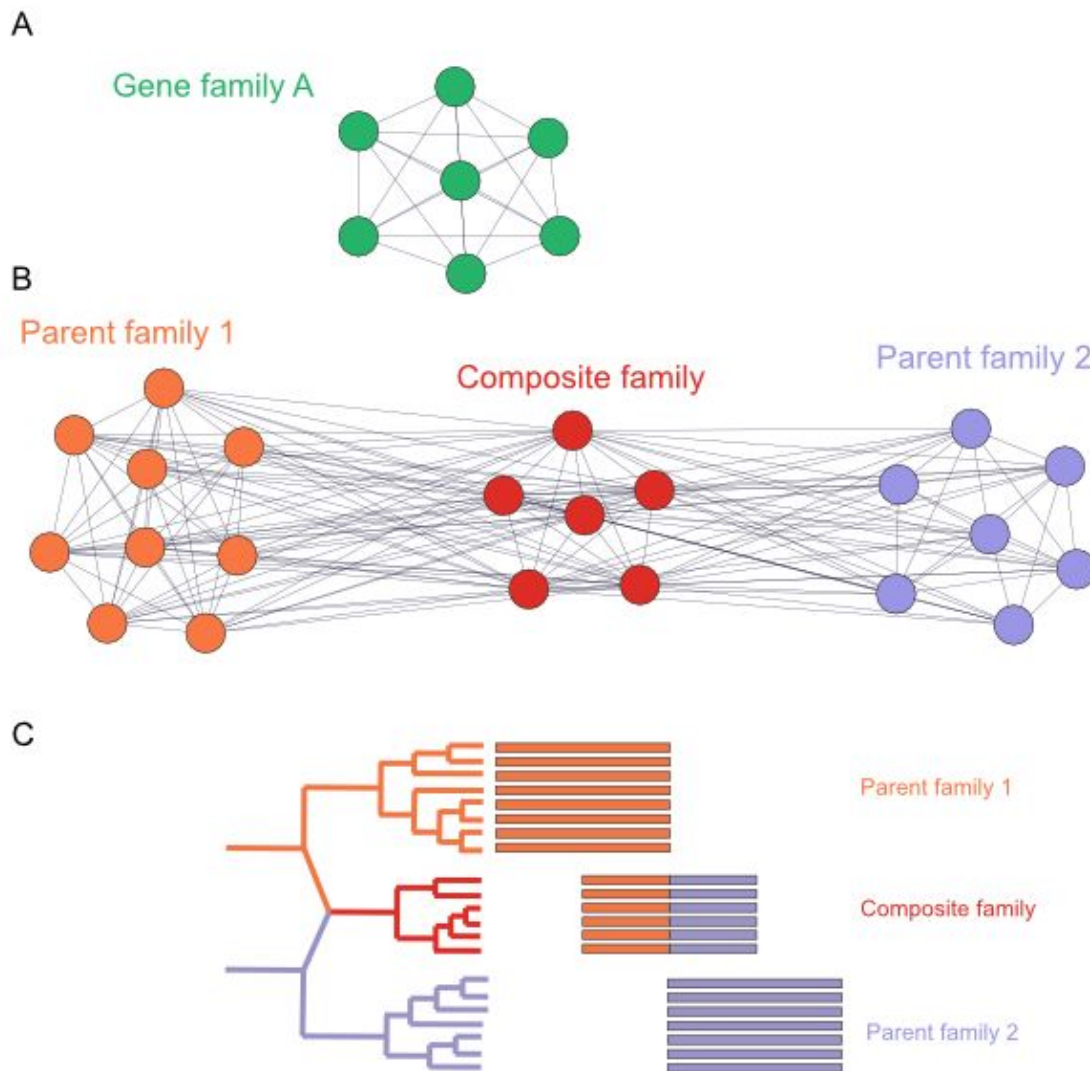 A
Gene family A
B
Parent family 1
Composite family
Parent family 2
C
Parent family 1
Composite family
Parent family 2